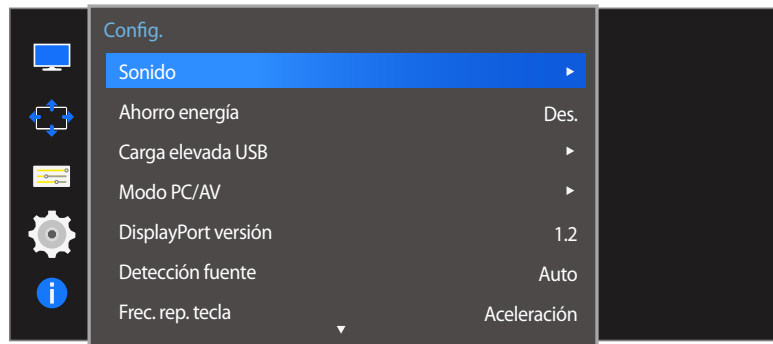 Config.
Sonido
Ahorro energía Des.
Carga elevada USB
Modo PC/AV
DisplayPort versión 1.2
Detección fuente Auto
Frec. rep. tecla Aceleración